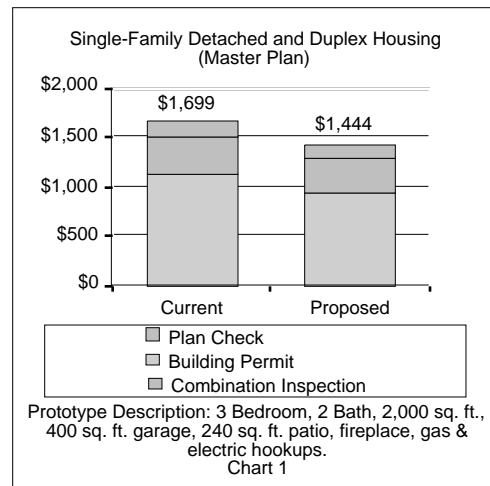 Single-Family Detached and Duplex Housing
(Master Plan)
$2,000
$1,699
$1,500
$1,444
$1,000
$500
$0
Current
Proposed
Plan Check
Building Permit
Combination Inspection
Prototype Description: 3 Bedroom, 2 Bath, 2,000 sq. ft.,
400 sq. ft. garage, 240 sq. ft. patio, fireplace, gas &
electric hookups.
Chart 1